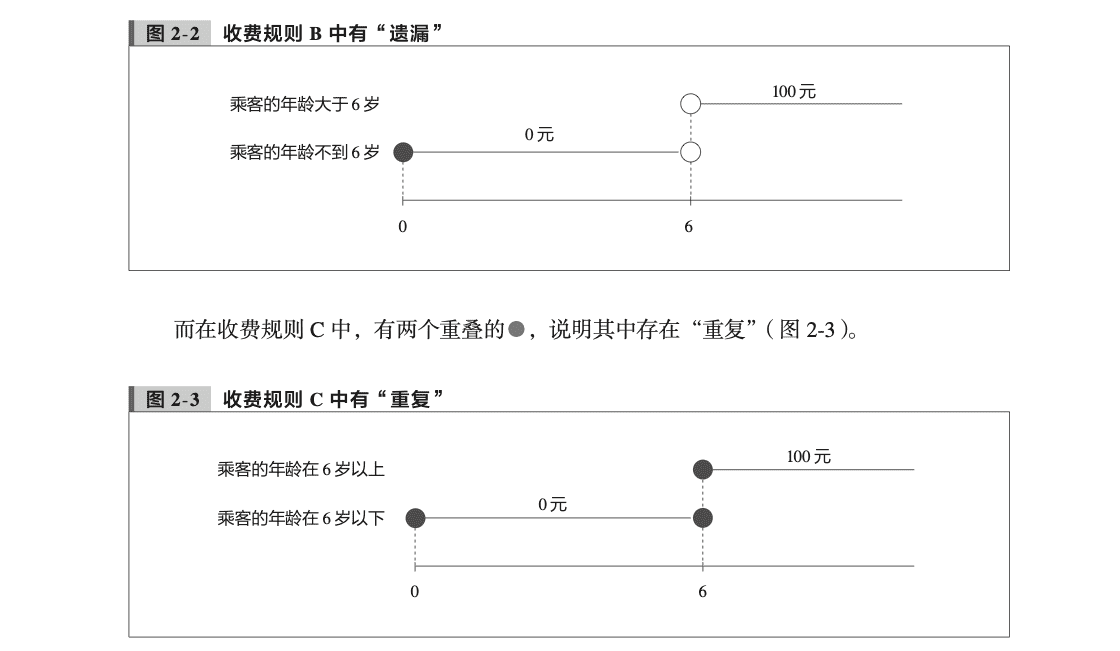 图 2-2 收费规则 B 中有“遗漏”
100 元
乘客的年龄大于 6 岁
0 元
乘客的年龄不到 6 岁
0 6
而在收费规则 C 中，有两个重叠的●，说明其中存在“重复”（图 2-3）。
图 2-3 收费规则 C 中有“重复”
100 元
乘客的年龄在 6 岁以上
0 元
乘客的年龄在 6 岁以下
0 6